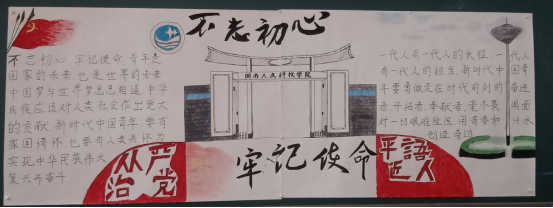 不忘初心
不忘初心 牢记使命 青年是
国家的未来 也是世界的未来
中国梦与世界梦息息相通 中华
民族应该对人类社会作出更大
的贡献 新时代中国青年 要有
家国情怀 也要有人类关怀 为
实现中华民族伟大
复兴而奋斗
从严
治党
湖南人文科技学院
牢记使命
一代人有一代人的长征,一代人
有一代人的担当,新时代中国青
年要勇做走在时代前列的奋进
者,开拓者,奉献者,毫不畏惧面
对一切艰难险阻,用青春和汗水
创造 奇迹
平語
近人